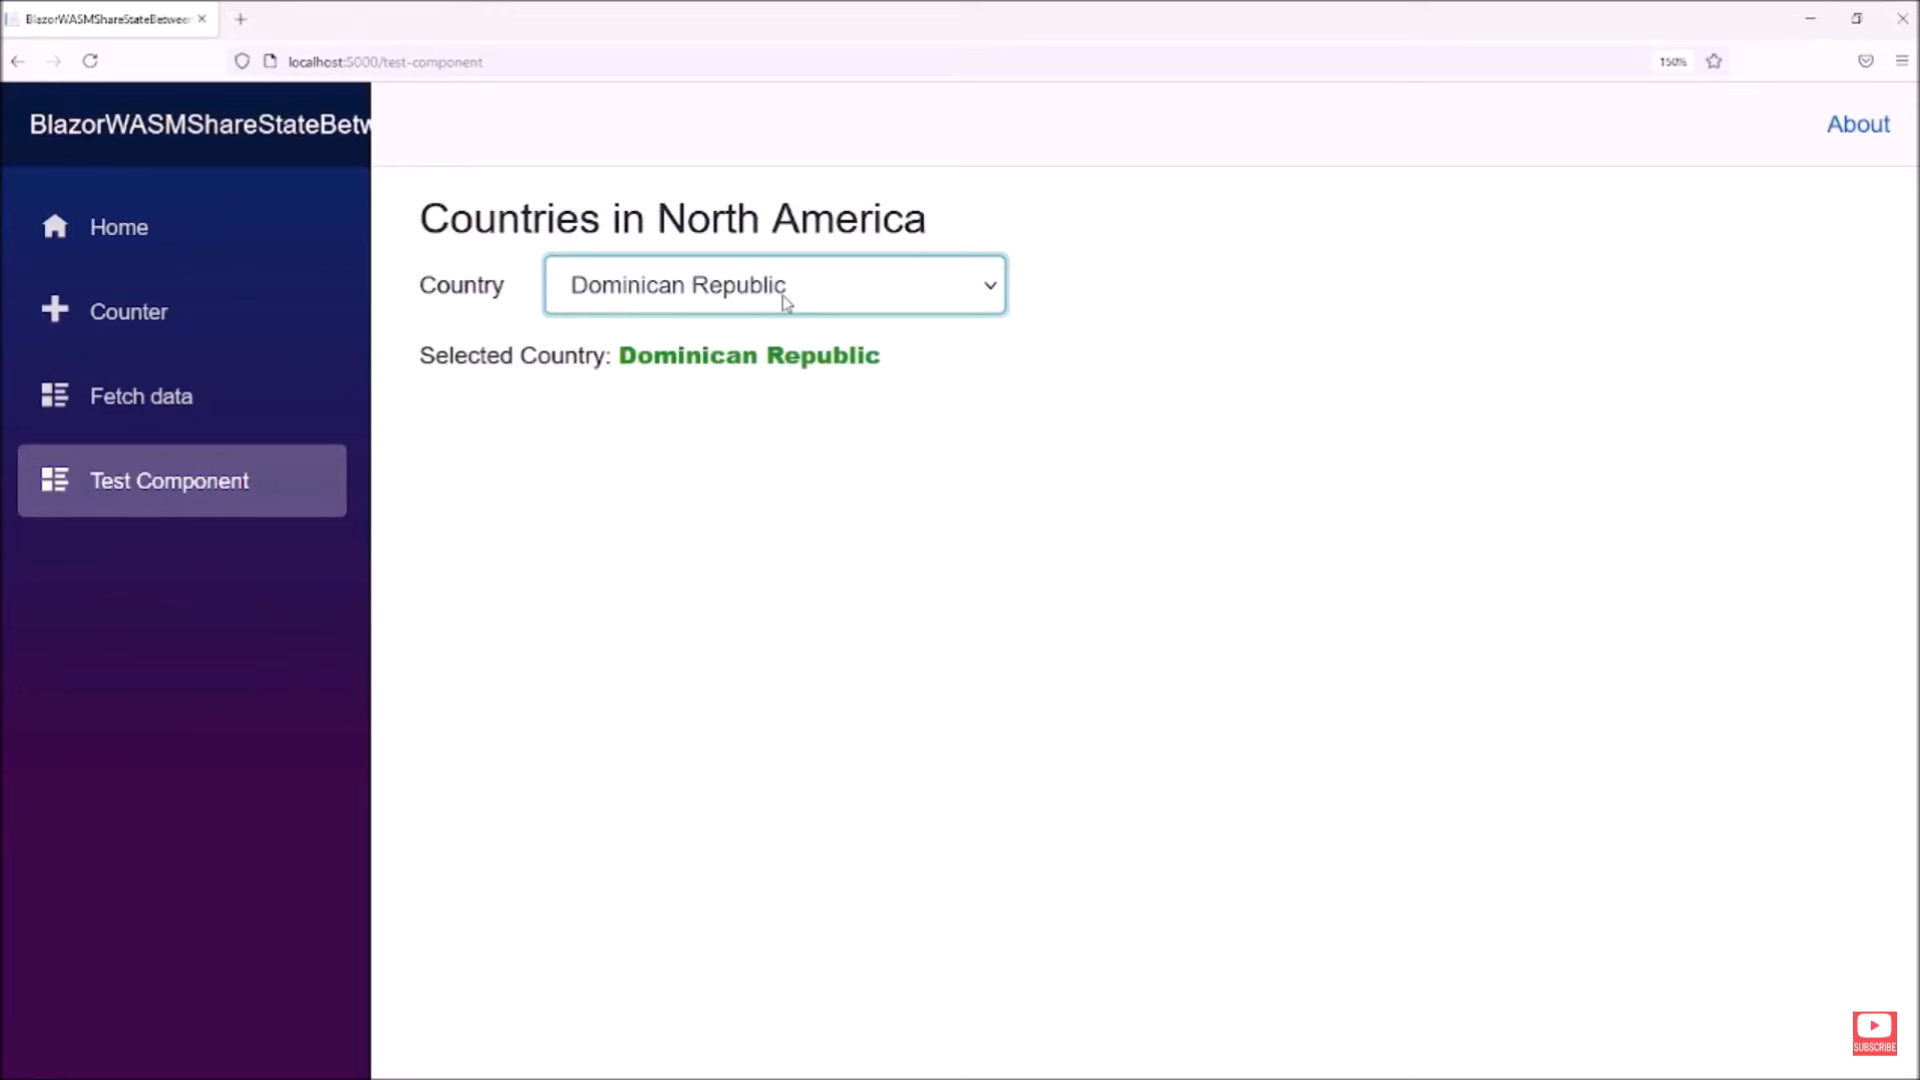 BlazorWASMShareStateBetween
localhost:5000/test-component
150%
BlazorWASMShareStateBetw
About
Home
Counter
Fetch data
Test Component
Countries in North America
Country
Dominican Republic
Selected Country: Dominican Republic
SUBSCRIBE